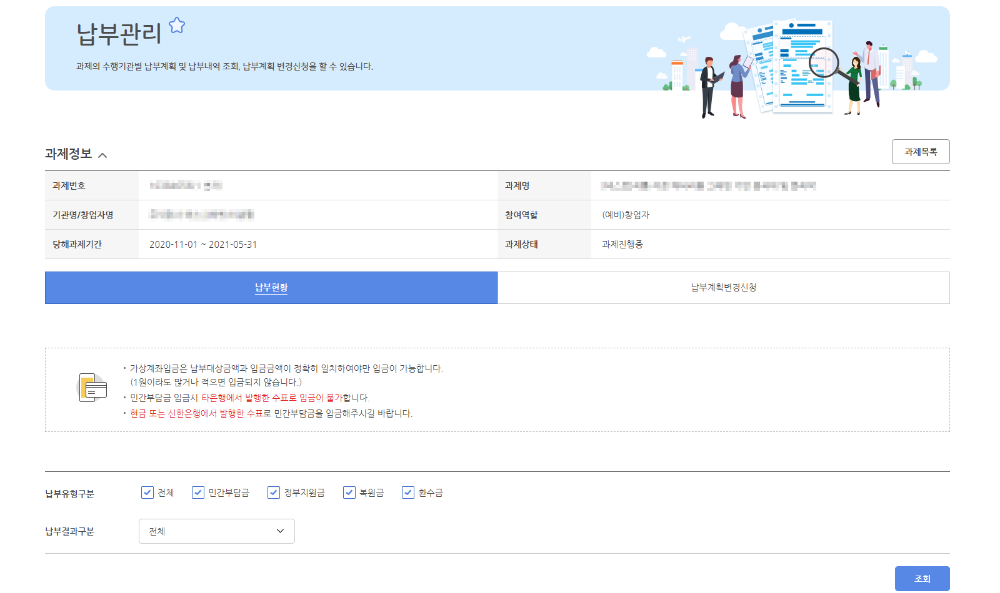 납부관리
과제의 수행기관별 납부계획 및 납부내역 조회, 납부계획 변경신청을 할 수 있습니다.
과제정보
과제목록
과제번호
과제명
기관명/창업자명
참여역할 (예비)창업자
당해과제기간 2020-11-01 ~ 2021-05-31
과제상태 과제진행중
납부현황
납부계획변경신청
· 가상계좌입금은 납부대상금액과 입금금액이 정확히 일치하여야만 입금이 가능합니다.
(1원이라도 많거나 적으면 입금되지 않습니다.)
· 민간부담금 입금시 타은행에서 발행한 수표로 입금이 불가합니다.
· 현금 또는 신한은행에서 발행한 수표로 민간부담금을 입금해주시길 바랍니다.
납부유형구분 전체 민간부담금 정부지원금 복원금 환수금
납부결과구분 전체
조회